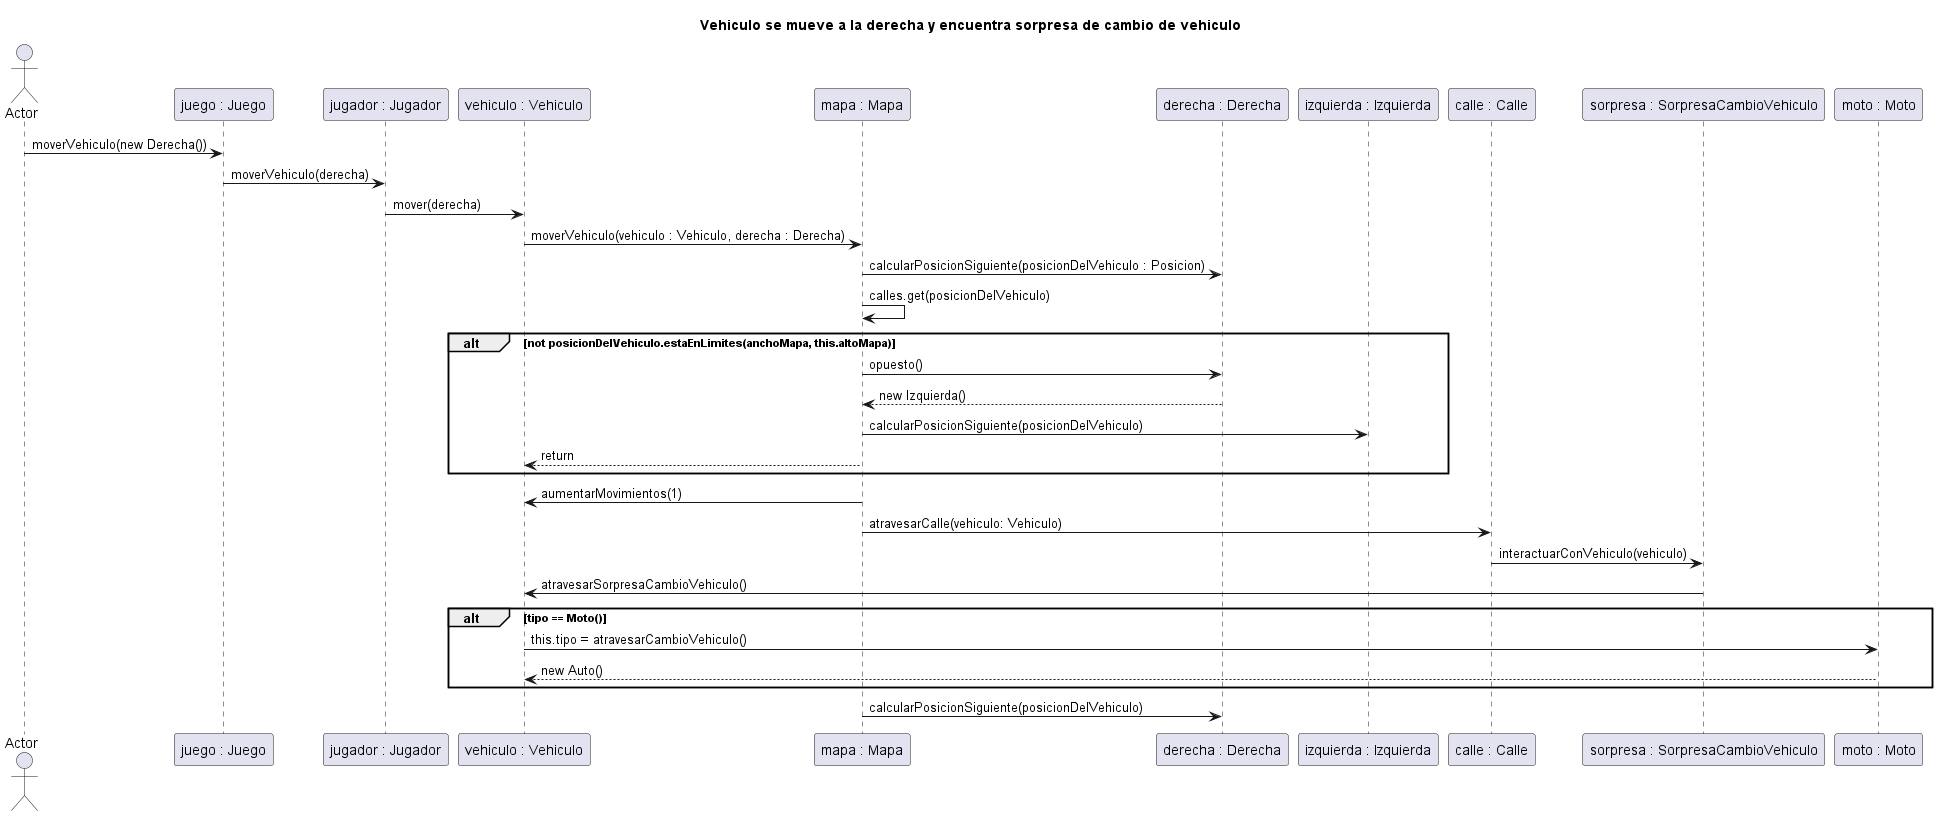 Vehiculo se mueve a la derecha y encuentra sorpresa de cambio de vehiculo
Actor
juego : Juego
jugador : Jugador
vehiculo : Vehiculo
mapa : Mapa
derecha : Derecha
izquierda : Izquierda
calle : Calle
sorpresa : SorpresaCambioVehiculo
moto : Moto
moverVehiculo(new Derecha())
moverVehiculo(derecha)
mover(derecha)
moverVehiculo(vehiculo : Vehiculo, derecha : Derecha)
calcularPosicionSiguiente(posicionDelVehiculo : Posicion)
calles.get(posicionDelVehiculo)
alt
[not posicionDelVehiculo.estaEnLimites(anchoMapa, this.altoMapa)]
opuesto()
new Izquierda()
calcularPosicionSiguiente(posicionDelVehiculo)
return
aumentarMovimientos(1)
atravesarCalle(vehiculo: Vehiculo)
interactuarConVehiculo(vehiculo)
atravesarSorpresaCambioVehiculo()
alt
[tipo == Moto()]
this.tipo = atravesarCambioVehiculo()
new Auto()
calcularPosicionSiguiente(posicionDelVehiculo)
Actor
juego : Juego
jugador : Jugador
vehiculo : Vehiculo
mapa : Mapa
derecha : Derecha
izquierda : Izquierda
calle : Calle
sorpresa : SorpresaCambioVehiculo
moto : Moto